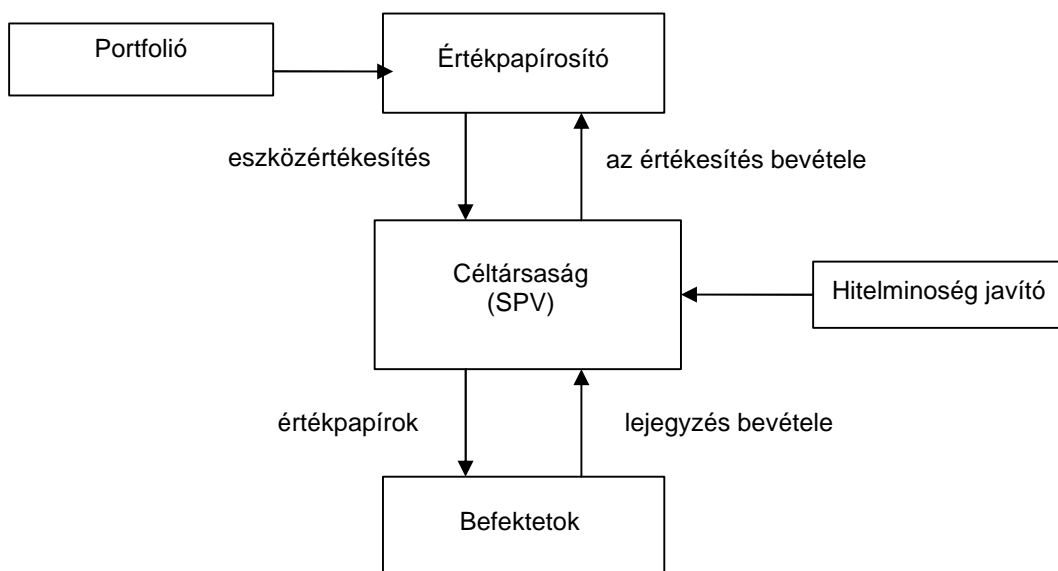 Portfolió
Értékpapírosító
eszközértékesítés
az értékesítés bevétele
Céltársaság
(SPV)
Hitelminoség javító
értékpapírok
lejegyzés bevétele
Befektetok